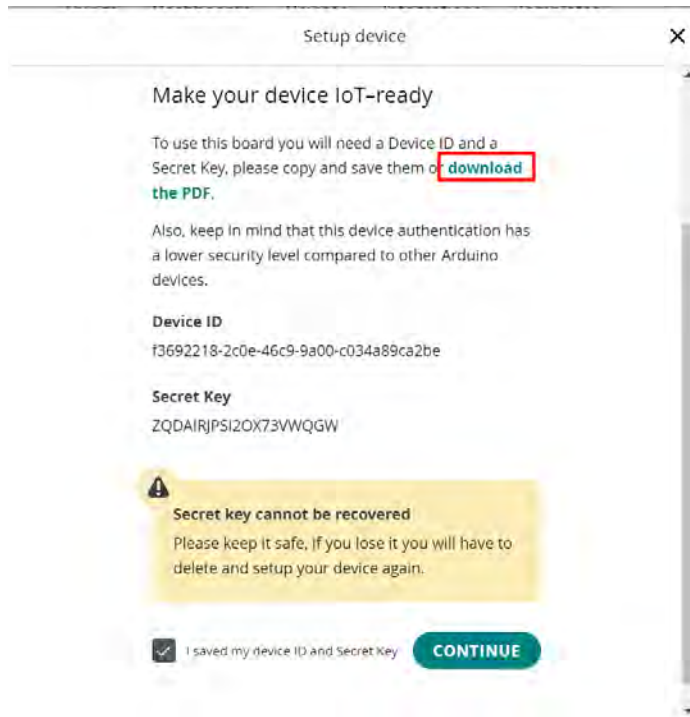 Setup device
Make your device IoT-ready
To use this board you will need a Device ID and a
Secret Key, please copy and save them or download
the PDF.
Also, keep in mind that this device authentication has
a lower security level compared to other Arduino
devices.
Device ID
f3692218-2c0e-46c9-9a00-c034a89ca2be
Secret Key
ZQDAIRJPSI2OX73VWQGW
Secret key cannot be recovered
Please keep it safe, if you lose it you will have to
delete and setup your device again.
I saved my device ID and Secret Key
CONTINUE